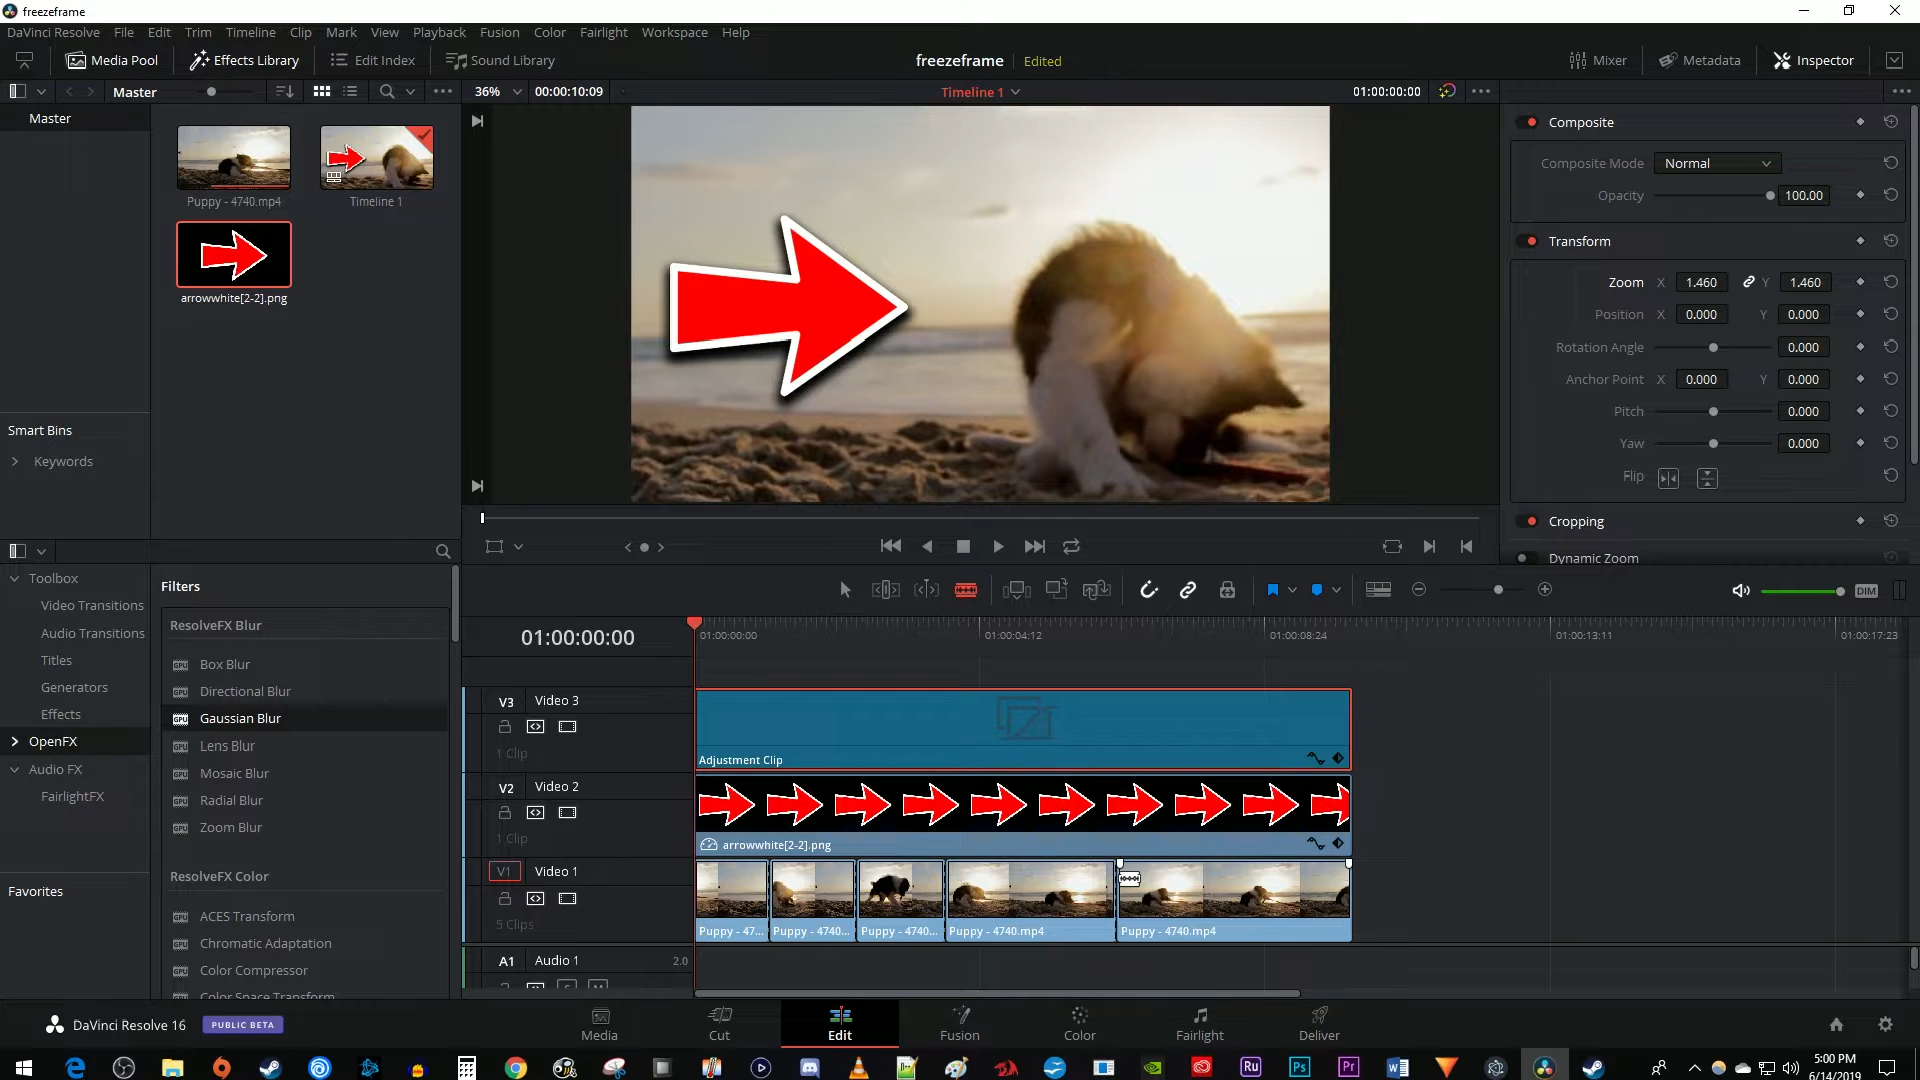 freezeframe
DaVinci Resolve File Edit Trim Timeline Clip Mark View Playback Fusion Color Fairlight Workspace Help
Media Pool Effects Library Edit Index Sound Library freezeframe Edited Mixer Metadata Inspector
Master 36% 00:00:10:09 Timeline 1 01:00:00:00
Master
Puppy - 4740.mp4 Timeline 1
arrowwhite[2-2].png
Smart Bins
Keywords
Composite
Composite Mode Normal
Opacity 100.00
Transform
Zoom X 1.460 Y 1.460
Position X 0.000 Y 0.000
Rotation Angle 0.000
Anchor Point X 0.000 Y 0.000
Pitch 0.000
Yaw 0.000
Flip
Cropping
Dynamic Zoom
Toolbox
Video Transitions
Audio Transitions
Titles
Generators
Effects
OpenFX
Audio FX
FairlightFX
Favorites
Filters
ResolveFX Blur
Box Blur
Directional Blur
Gaussian Blur
Lens Blur
Mosaic Blur
Radial Blur
Zoom Blur
ResolveFX Color
ACES Transform
Chromatic Adaptation
Color Compressor
Color Space Transform
DIM
01:00:00:00 01:00:00:00 01:00:04:12 01:00:08:24 01:00:13:11 01:00:17:23
V3 Video 3
1 Clip
Adjustment Clip
V2 Video 2
1 Clip
arrowwhite[2-2].png
V1 Video 1
5 Clips
Puppy - 47... Puppy - 4740... Puppy - 4740... Puppy - 4740.mp4 Puppy - 4740.mp4
A1 Audio 1 2.0
DaVinci Resolve 16 PUBLIC BETA
Media Cut Edit Fusion Color Fairlight Deliver
Ru Ps Pr
5:00 PM
6/14/2019